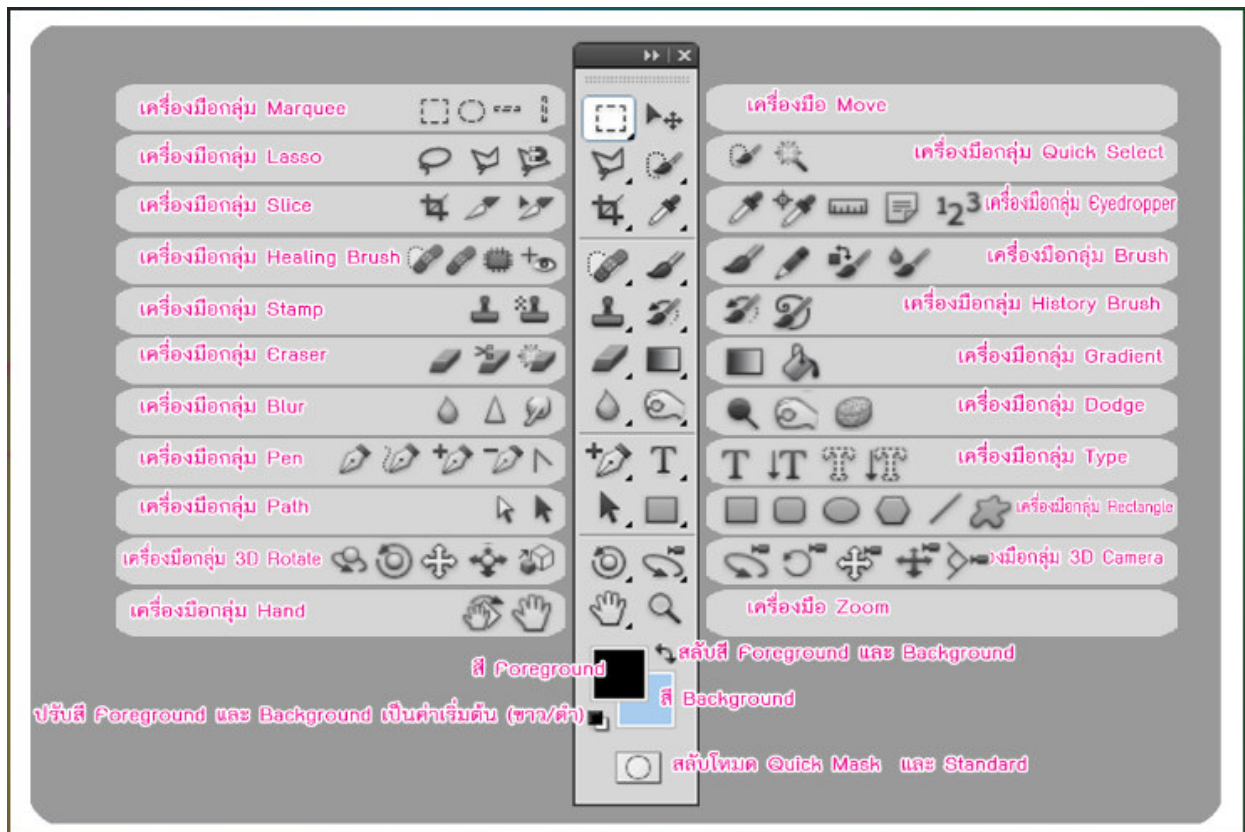 เครื่องมือกลุ่ม Marquee
เครื่องมือ Move
เครื่องมือกลุ่ม Lasso
เครื่องมือกลุ่ม Quick Select
เครื่องมือกลุ่ม Slice
เครื่องมือกลุ่ม Eyedropper
เครื่องมือกลุ่ม Healing Brush
เครื่องมือกลุ่ม Brush
เครื่องมือกลุ่ม Stamp
เครื่องมือกลุ่ม History Brush
เครื่องมือกลุ่ม Eraser
เครื่องมือกลุ่ม Gradient
เครื่องมือกลุ่ม Blur
เครื่องมือกลุ่ม Dodge
เครื่องมือกลุ่ม Pen
เครื่องมือกลุ่ม Type
เครื่องมือกลุ่ม Path
เครื่องมือกลุ่ม Rectangle
เครื่องมือกลุ่ม 3D Rotate
องมือกลุ่ม 3D Camera
เครื่องมือกลุ่ม Hand
เครื่องมือ Zoom
สลับสี Foreground และ Background
สี Foreground
สี Background
ปรับสี Foreground และ Background เป็นค่าเริ่มต้น (ขาว/ดำ)
สลับโหมด Quick Mask และ Standard